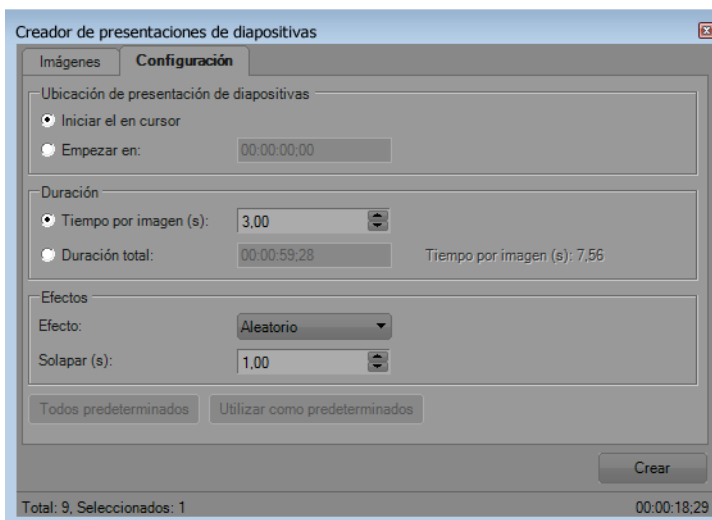 Creador de presentaciones de diapositivas
Imágenes Configuración
Ubicación de presentación de diapositivas
Iniciar el en cursor
Empezar en: 00:00:00;00
Duración
Tiempo por imagen (s): 3,00
Duración total: 00:00:59;28 Tiempo por imagen (s): 7,56
Efectos
Efecto: Aleatorio
Solapar (s): 1,00
Todos predeterminados Utilizar como predeterminados
Crear
Total: 9, Seleccionados: 1 00:00:18;29